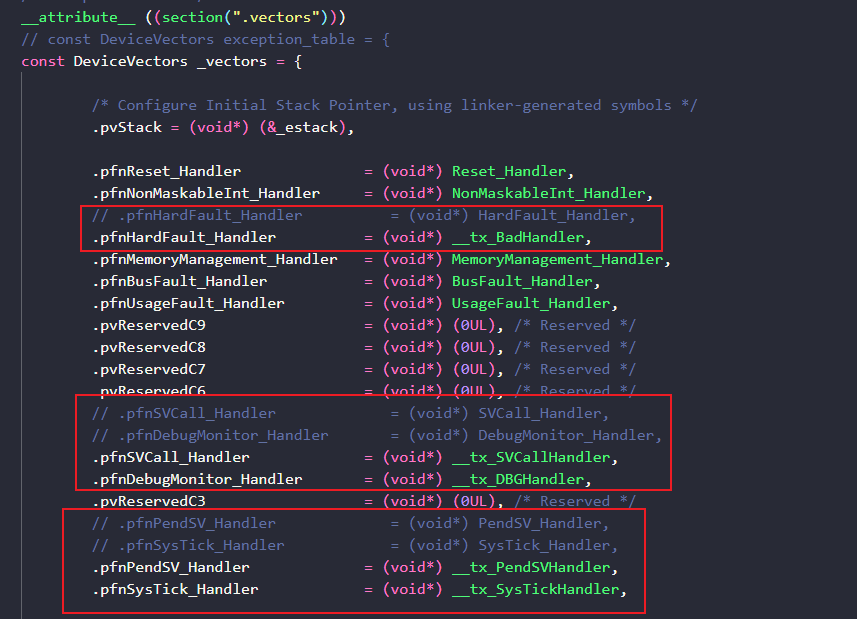 __attribute__ ((section(".vectors")))
// const DeviceVectors exception_table = {
const DeviceVectors _vectors = {
/* Configure Initial Stack Pointer, using linker-generated symbols */
.pvStack = (void*) (&_estack),
.pfnReset_Handler = (void*) Reset_Handler,
.pfnNonMaskableInt_Handler = (void*) NonMaskableInt_Handler,
// .pfnHardFault_Handler = (void*) HardFault_Handler,
.pfnHardFault_Handler = (void*) __tx_BadHandler,
.pfnMemoryManagement_Handler = (void*) MemoryManagement_Handler,
.pfnBusFault_Handler = (void*) BusFault_Handler,
.pfnUsageFault_Handler = (void*) UsageFault_Handler,
.pvReservedC9 = (void*) (0UL), /* Reserved */
.pvReservedC8 = (void*) (0UL), /* Reserved */
.pvReservedC7 = (void*) (0UL), /* Reserved */
.pvReservedC6 = (void*) (0UL), /* Reserved */
// .pfnSVCall_Handler = (void*) SVCall_Handler,
// .pfnDebugMonitor_Handler = (void*) DebugMonitor_Handler,
.pfnSVCall_Handler = (void*) __tx_SVCallHandler,
.pfnDebugMonitor_Handler = (void*) __tx_DBGHandler,
.pvReservedC3 = (void*) (0UL), /* Reserved */
// .pfnPendSV_Handler = (void*) PendSV_Handler,
// .pfnSysTick_Handler = (void*) SysTick_Handler,
.pfnPendSV_Handler = (void*) __tx_PendSVHandler,
.pfnSysTick_Handler = (void*) __tx_SysTickHandler,